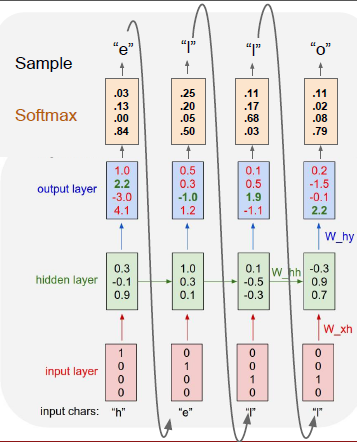 "e" "l" "l" "o"
Sample
.03 .25 .11 .11
.13 .20 .17 .02
.00 .05 .68 .08
.84 .50 .03 .79
Softmax
1.0 0.5 0.1 0.2
2.2 0.3 0.5 -1.5
-3.0 -1.0 1.9 -0.1
4.1 1.2 -1.1 2.2
output layer
W_hy
0.3 1.0 0.1 -0.3
-0.1 0.3 -0.5 0.9
0.9 0.1 -0.3 0.7
hidden layer
W_hh
W_xh
1 0 0 0
0 1 0 0
0 0 1 1
0 0 0 0
input layer
input chars: "h" "e" "l" "l"